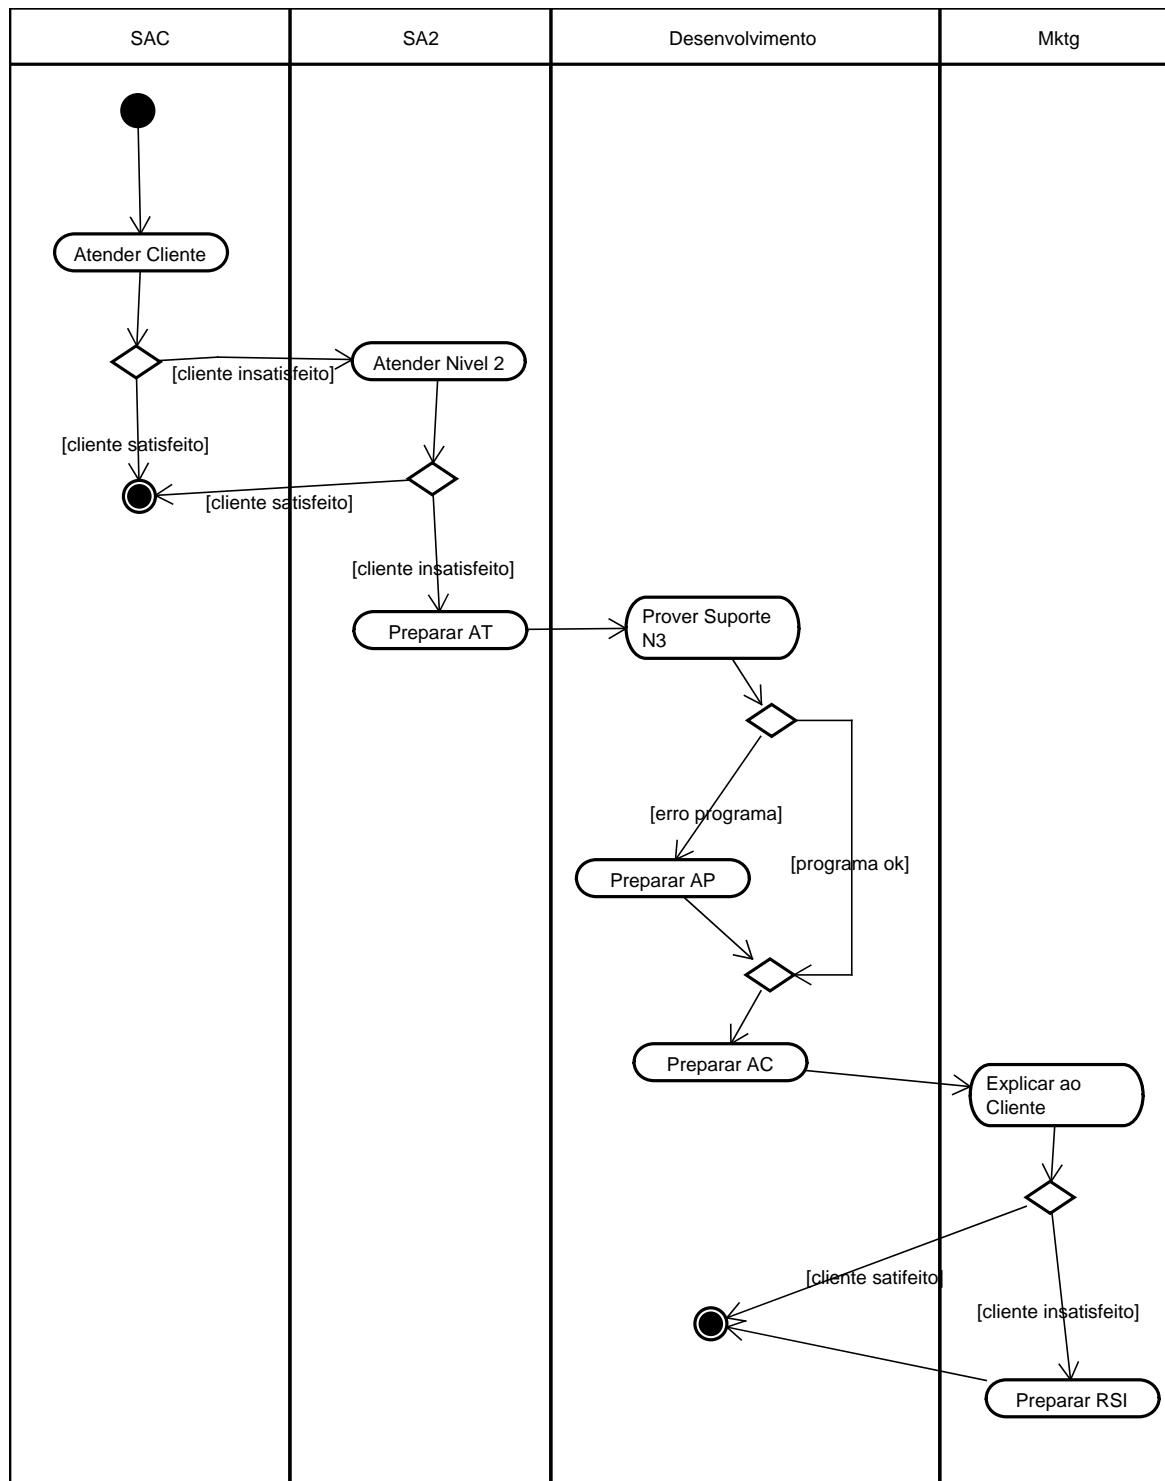 SAC
SA2
Desenvolvimento
Mktg
Atender Cliente
[cliente insatisfeito]
Atender Nivel 2
[cliente satisfeito]
[cliente satisfeito]
[cliente insatisfeito]
Preparar AT
Prover Suporte
N3
[erro programa]
[programa ok]
Preparar AP
Preparar AC
Explicar ao
Cliente
[cliente satifeito]
[cliente insatisfeito]
Preparar RSI